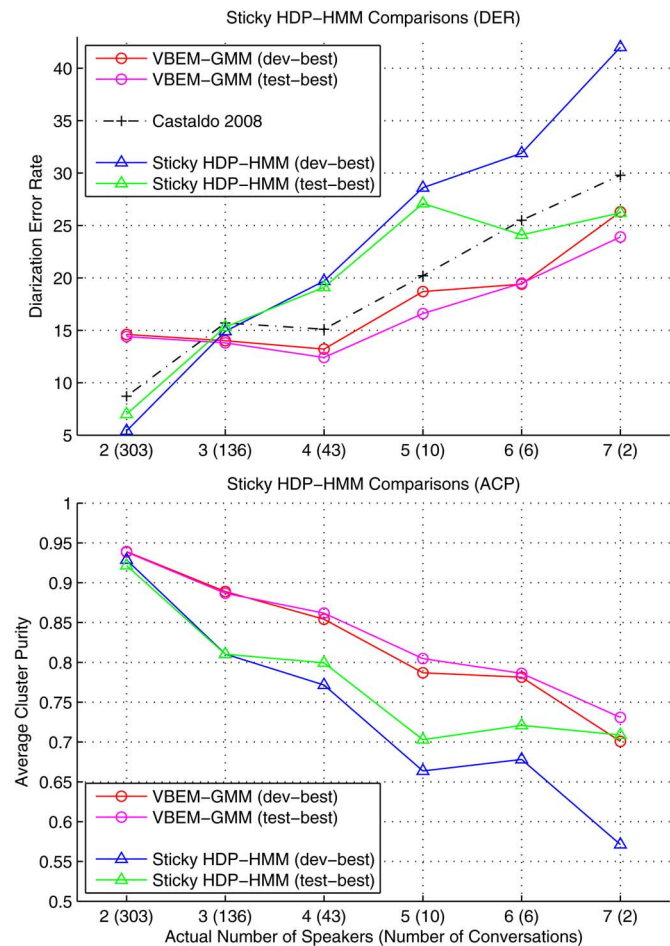 Sticky HDP−HMM Comparisons (DER)
VBEM−GMM (dev−best)
VBEM−GMM (test−best)
Castaldo 2008
Sticky HDP−HMM (dev−best)
Sticky HDP−HMM (test−best)
Diarization Error Rate
40
35
30
25
20
15
10
5
2 (303) 3 (136) 4 (43) 5 (10) 6 (6) 7 (2)
Sticky HDP−HMM Comparisons (ACP)
Average Cluster Purity
1
0.95
0.9
0.85
0.8
0.75
0.7
0.65
0.6
0.55
0.5
VBEM−GMM (dev−best)
VBEM−GMM (test−best)
Sticky HDP−HMM (dev−best)
Sticky HDP−HMM (test−best)
2 (303) 3 (136) 4 (43) 5 (10) 6 (6) 7 (2)
Actual Number of Speakers (Number of Conversations)